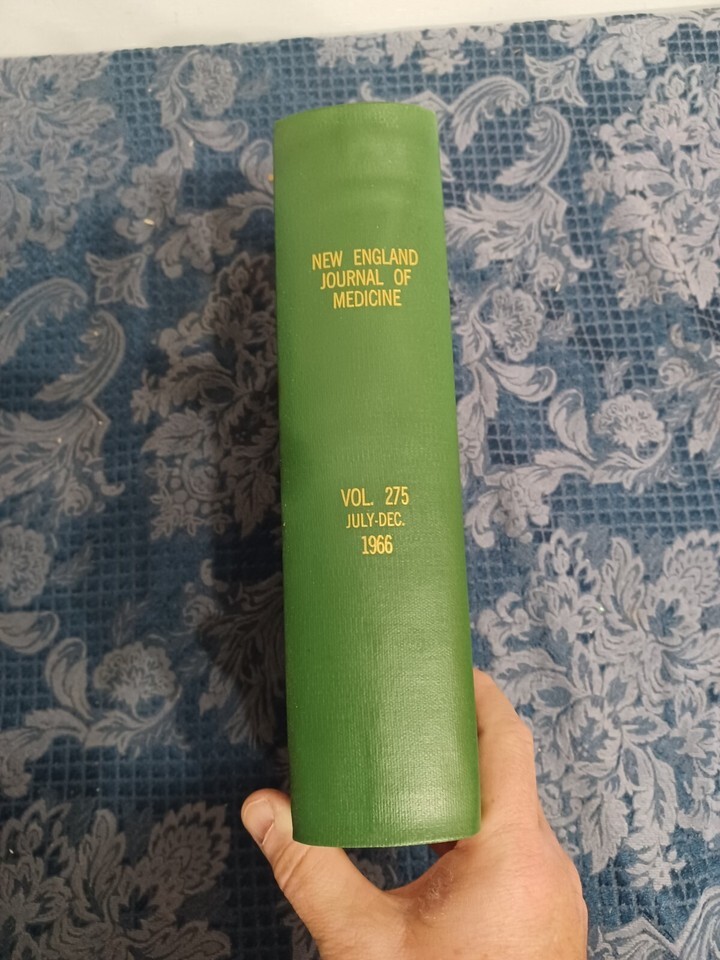 NEW ENGLAND
JOURNAL OF
MEDICINE
VOL. 275
JULY-DEC.
1966